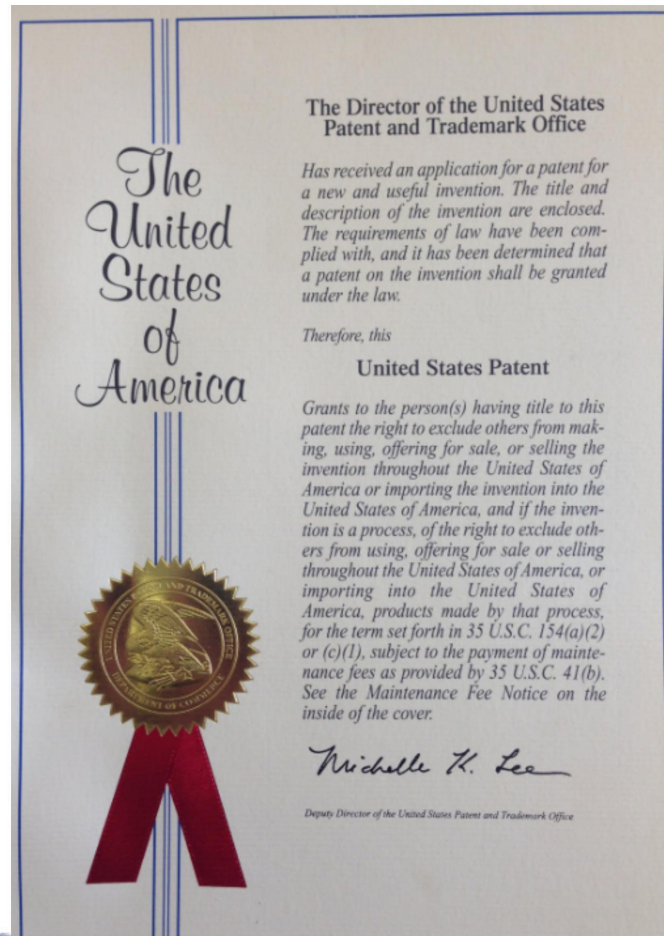 The
United
States
of
America
The Director of the United States
Patent and Trademark Office
Has received an application for a patent for
a new and useful invention. The title and
description of the invention are enclosed.
The requirements of law have been com-
plied with, and it has been determined that
a patent on the invention shall be granted
under the law.
Therefore, this
United States Patent
Grants to the person(s) having title to this
patent the right to exclude others from mak-
ing, using, offering for sale, or selling the
invention throughout the United States of
America or importing the invention into the
United States of America, and if the inven-
tion is a process, of the right to exclude oth-
ers from using, offering for sale or selling
throughout the United States of America, or
importing into the United States of
America, products made by that process,
for the term set forth in 35 U.S.C. 154(a)(2)
or (c)(1), subject to the payment of mainte-
nance fees as provided by 35 U.S.C. 41(b).
See the Maintenance Fee Notice on the
inside of the cover.
Michelle K. Lee
Deputy Director of the United States Patent and Trademark Office
UNITED STATES PATENT AND TRADEMARK OFFICE
DEPARTMENT OF COMMERCE